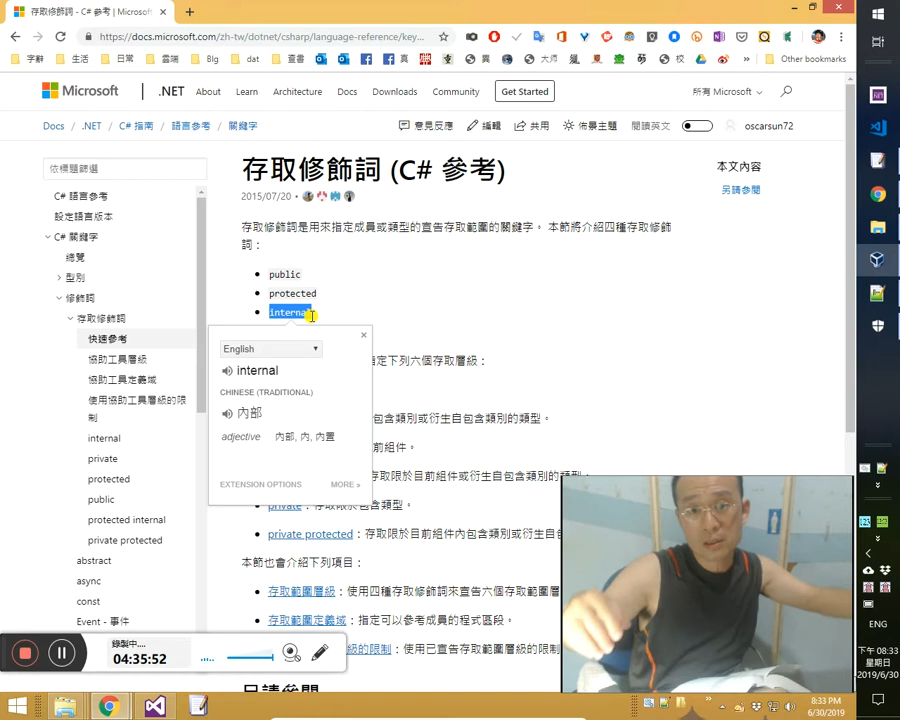 存取修飾詞 - C# 參考 | Microsof
https://docs.microsoft.com/zh-tw/dotnet/csharp/language-reference/key...
字辭 生活 日常 雲端 Blg dat 查書 真 查 大师 校 Other bookmarks
Microsoft .NET About Learn Architecture Docs Downloads Community Get Started 所有 Microsoft
Docs .NET C# 指南 語言參考 關鍵字 意見反應 編輯 共用 佈景主題 閱讀英文 oscarsun72
依標題篩選
C# 語言參考
設定語言版本
C# 關鍵字
總覽
型別
修飾詞
存取修飾詞
快速參考
協助工具層級
協助工具定義域
使用協助工具層級的限
制
internal
private
protected
public
protected internal
private protected
abstract
async
const
Event - 事件
存取修飾詞 (C# 參考)
2015/07/20
存取修飾詞是用來指定成員或類型的宣告存取範圍的關鍵字。 本節將介紹四種存取修飾
詞：
public
protected
internal
English
internal
CHINESE (TRADITIONAL)
內部
adjective 內部, 內, 內置
EXTENSION OPTIONS MORE »
指定下列六個存取層級：
包含類別或衍生自包含類別的類型。
前組件。
存取限於目前組件或衍生自包含類別的類型。
private：存取限於包含類型。
private protected：存取限於目前組件內包含類別或衍生自包含
本節也會介紹下列項目：
存取範圍層級：使用四種存取修飾詞來宣告六個存取範圍層
存取範圍定義域：指定可以參考成員的程式區段。
級的限制：使用已宣告存取範圍層級的限制
另請參閱
本文內容
另請參閱
錄製中....
04:35:52
ENG
下午 08:33
星期日
2019/6/30
8:33 PM
6/30/2019